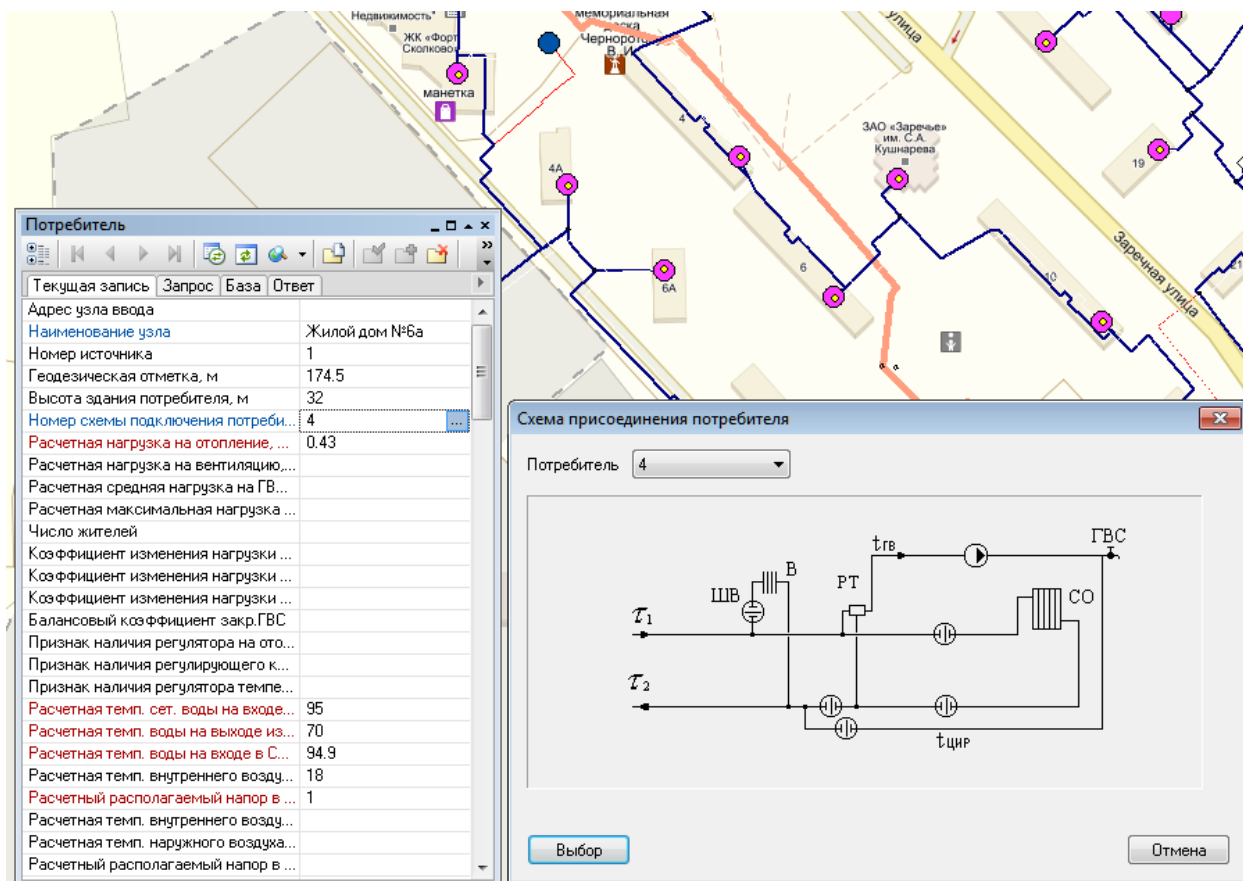 Недвижимость"
ЖК «Форт
Сколково»
манетка
мемориальная
доска
Черноротову
В. И.
улица
4
4А
6А
6
ЗАО «Заречье»
им. С.А.
Кушнарева
19
10
21
Заречная улица
Потребитель
Текущая запись Запрос База Ответ
Адрес узла ввода
Наименование узла Жилой дом №6а
Номер источника 1
Геодезическая отметка, м 174.5
Высота здания потребителя, м 32
Номер схемы подключения потреби... 4 ...
Расчетная нагрузка на отопление, ... 0.43
Расчетная нагрузка на вентиляцию,...
Расчетная средняя нагрузка на ГВ...
Расчетная максимальная нагрузка ...
Число жителей
Коэффициент изменения нагрузки ...
Коэффициент изменения нагрузки ...
Коэффициент изменения нагрузки ...
Балансовый коэффициент закр.ГВС
Признак наличия регулятора на ото...
Признак наличия регулирующего к...
Признак наличия регулятора темпе...
Расчетная темп. сет. воды на входе... 95
Расчетная темп. воды на выходе из... 70
Расчетная темп. воды на входе в С... 94.9
Расчетная темп. внутреннего возду... 18
Расчетный располагаемый напор в ... 1
Расчетная темп. внутреннего возду...
Расчетная темп. наружного воздуха...
Расчетный располагаемый напор в ...
Схема присоединения потребителя
Потребитель 4
ГВС
tгв
В
РТ
ШВ
СО
τ1
τ2
tцир
Выбор Отмена